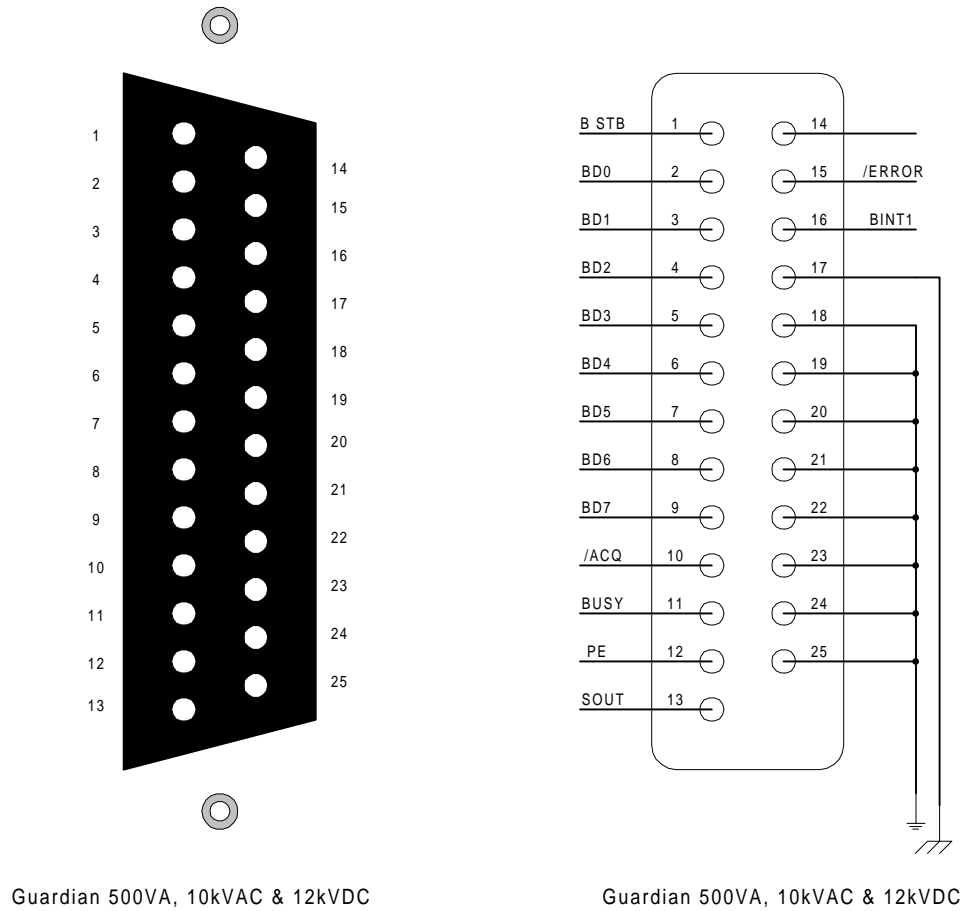 1
2
3
4
5
6
7
8
9
10
11
12
13
14
15
16
17
18
19
20
21
22
23
24
25
B STB 1
BD0 2
BD1 3
BD2 4
BD3 5
BD4 6
BD5 7
BD6 8
BD7 9
/ACQ 10
BUSY 11
PE 12
SOUT 13
14
15 /ERROR
16 BINT1
17
18
19
20
21
22
23
24
25
Guardian 500VA, 10kVAC & 12kVDC
Guardian 500VA, 10kVAC & 12kVDC